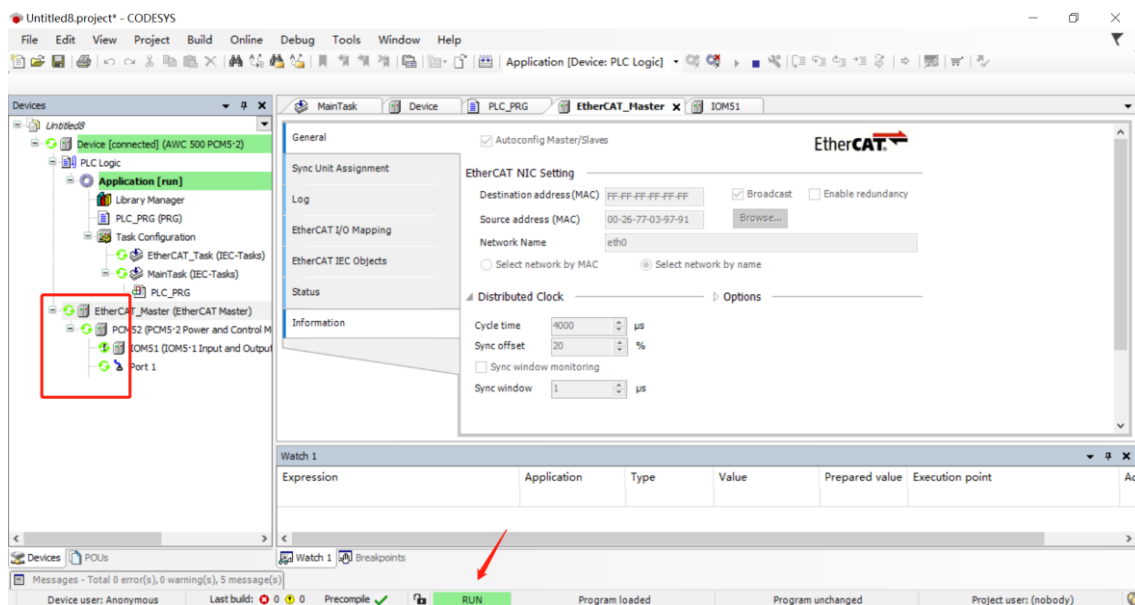 Untitled8.project* - CODESYS
File Edit View Project Build Online Debug Tools Window Help
Application [Device: PLC Logic]
Devices
Untitled8
Device [connected] (AWC 500 PCM5-2)
PLC Logic
Application [run]
Library Manager
PLC_PRG (PRG)
Task Configuration
EtherCAT_Task (IEC-Tasks)
MainTask (IEC-Tasks)
PLC_PRG
EtherCAT_Master (EtherCAT Master)
PCM52 (PCM5-2 Power and Control M
IOM51 (IOM5-1 Input and Output
Port 1
Devices POUs
MainTask Device PLC_PRG EtherCAT_Master IOM51
General
Sync Unit Assignment
Log
EtherCAT I/O Mapping
EtherCAT IEC Objects
Status
Information
Autoconfig Master/Slaves
EtherCAT
EtherCAT NIC Setting
Destination address (MAC) FF-FF-FF-FF-FF-FF Broadcast Enable redundancy
Source address (MAC) 00-26-77-03-97-91 Browse...
Network Name eth0
Select network by MAC Select network by name
Distributed Clock Options
Cycle time 4000 µs
Sync offset 20 %
Sync window monitoring
Sync window 1 µs
Watch 1
Expression Application Type Value Prepared value Execution point Ad
Watch 1 Breakpoints
Messages - Total 0 error(s), 0 warning(s), 5 message(s)
Device user: Anonymous Last build: 0 0 Precompile RUN Program loaded Program unchanged Project user: (nobody)